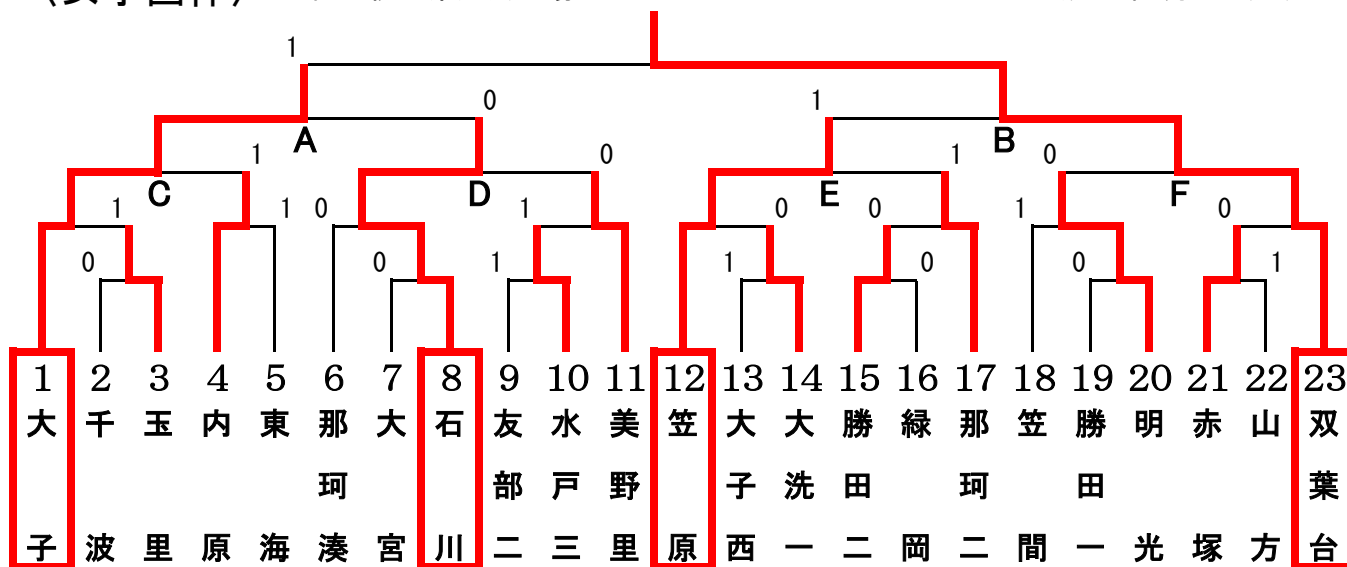 (女子団体)
1
0 1
A B
1 0 1 0
C D E F
1 1 0 1 0 0 1 0
0 0 1 1 0 0 1
1 2 3 4 5 6 7 8 9 10 11 12 13 14 15 16 17 18 19 20 21 22 23
大子
千波
玉里
内原
東海
那珂湊
大宮
石川
友部二
水戸三
美野里
笠原
大子西
大洗一
勝田二
緑岡
那珂二
笠間
勝田一
明光
赤塚
山方
双葉台